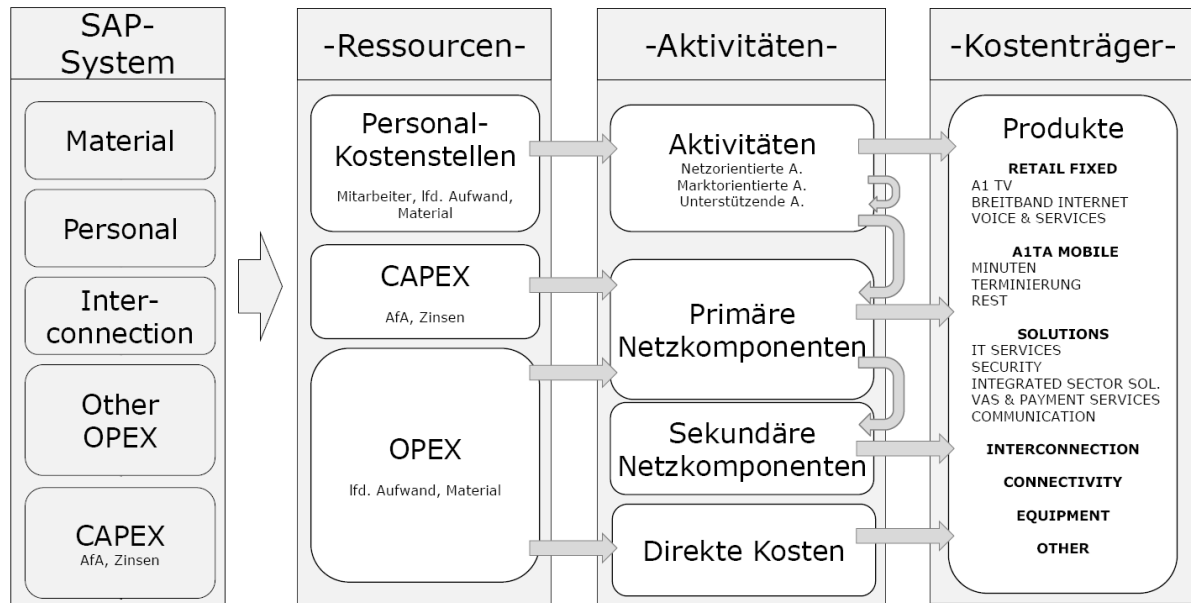 SAP-
System
Material
Personal
Inter-
connection
Other
OPEX
CAPEX
AfA, Zinsen
-Ressourcen-
Personal-
Kostenstellen
Mitarbeiter, lfd. Aufwand,
Material
CAPEX
AfA, Zinsen
OPEX
lfd. Aufwand, Material
-Aktivitäten-
Aktivitäten
Netzorientierte A.
Marktorientierte A.
Unterstützende A.
Primäre
Netzkomponenten
Sekundäre
Netzkomponenten
Direkte Kosten
-Kostenträger-
Produkte
RETAIL FIXED
A1 TV
BREITBAND INTERNET
VOICE & SERVICES
A1TA MOBILE
MINUTEN
TERMINIERUNG
REST
SOLUTIONS
IT SERVICES
SECURITY
INTEGRATED SECTOR SOL.
VAS & PAYMENT SERVICES
COMMUNICATION
INTERCONNECTION
CONNECTIVITY
EQUIPMENT
OTHER